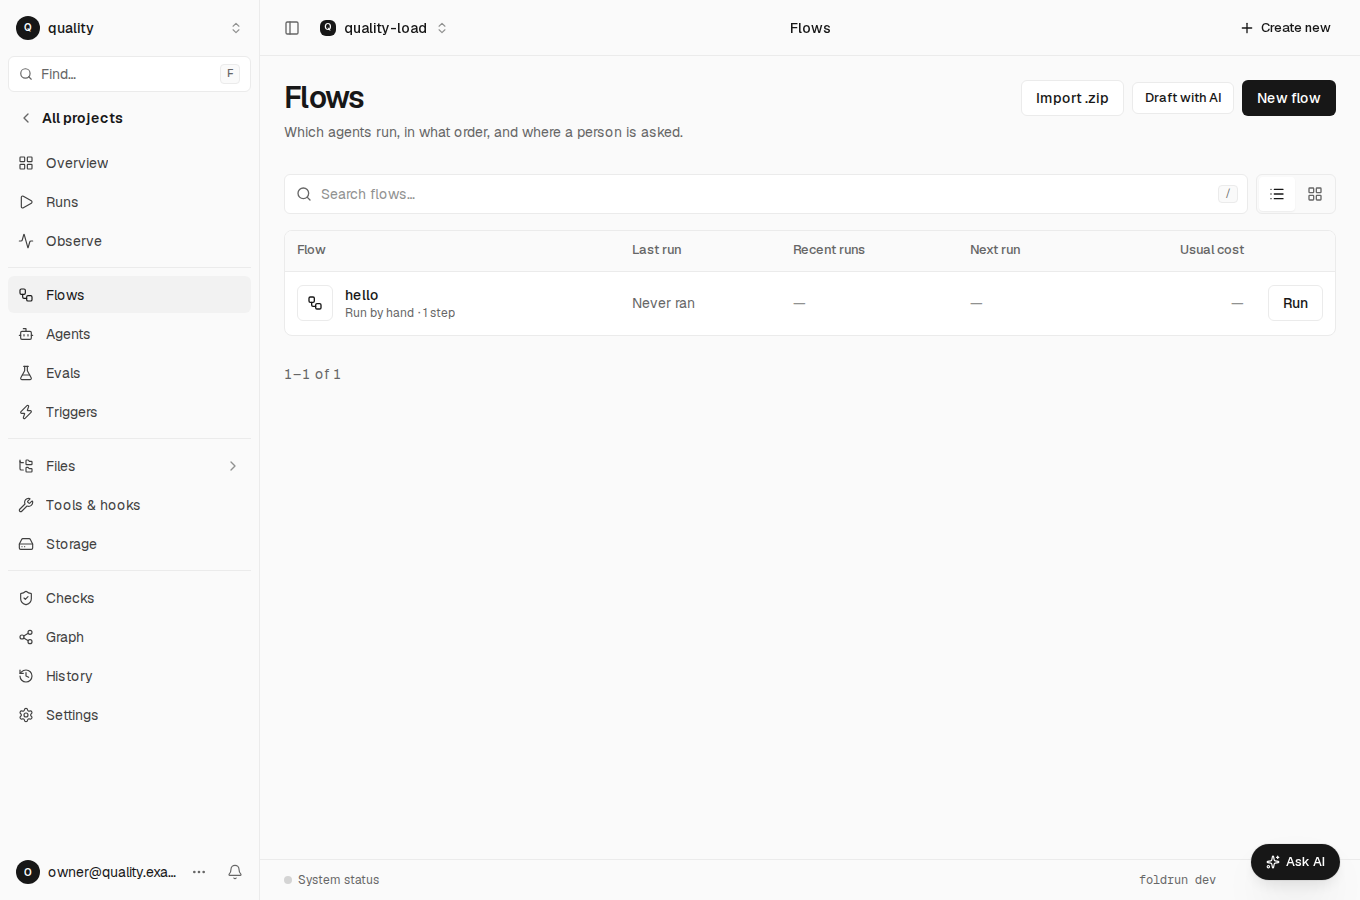 Q quality
Find... F
All projects
Overview
Runs
Observe
Flows
Agents
Evals
Triggers
Files
Tools & hooks
Storage
Checks
Graph
History
Settings
O owner@quality.exa...
Q quality-load
Flows
Create new
Flows
Which agents run, in what order, and where a person is asked.
Import .zip
Draft with AI
New flow
Search flows... /
Flow Last run Recent runs Next run Usual cost
hello
Run by hand · 1 step
Never ran — — — Run
1–1 of 1
System status
foldrun dev
Ask AI